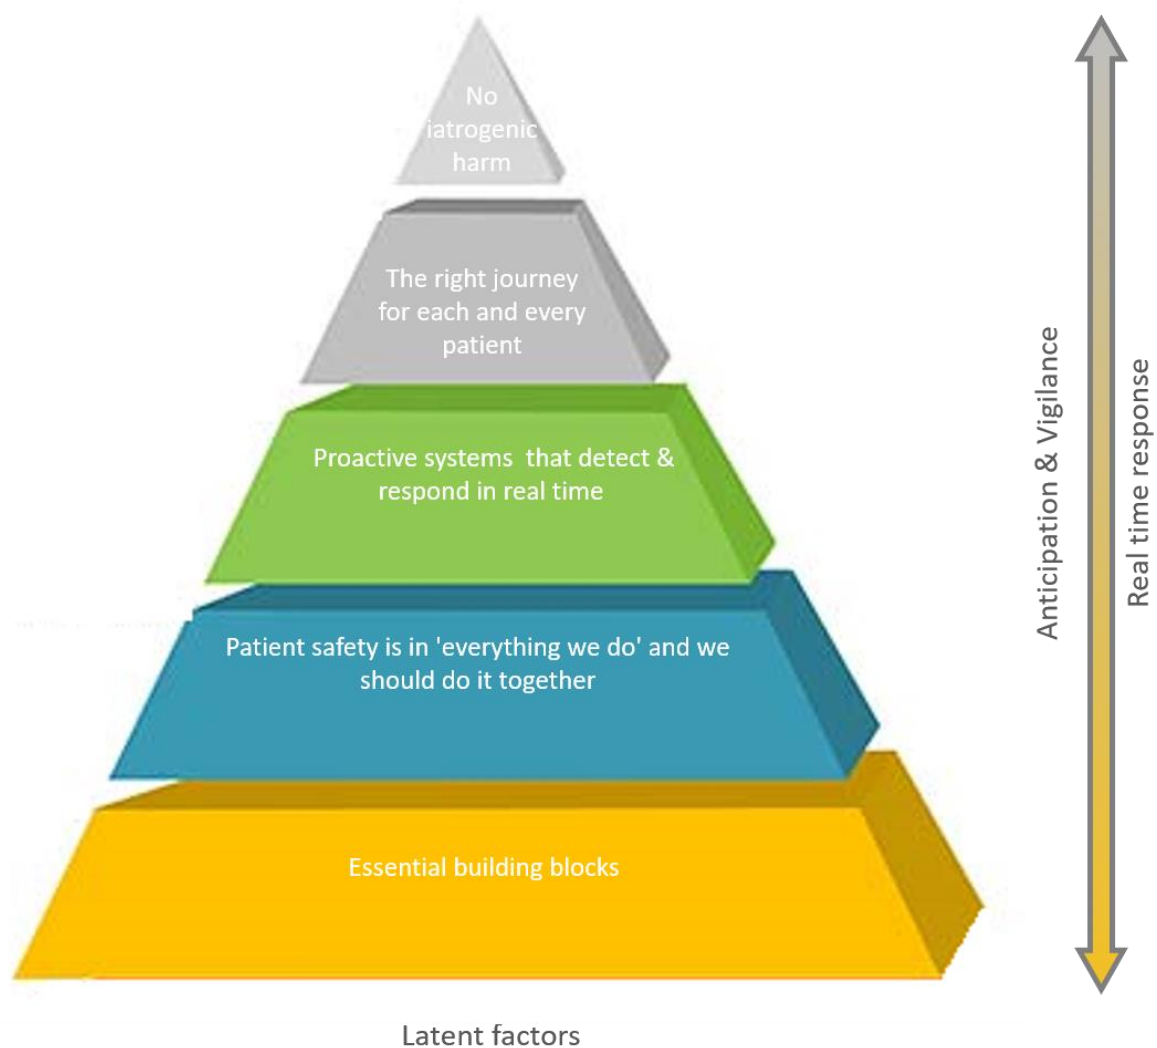 No
iatrogenic
harm
The right journey
for each and every
patient
Proactive systems  that detect &
respond in real time
Patient safety is in 'everything we do' and we
should do it together
Essential building blocks
Latent factors
Anticipation & Vigilance
Real time response